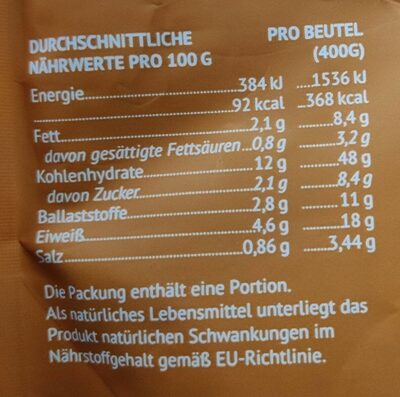 DURCHSCHNITTLICHE PRO BEUTEL
NÄHRWERTE PRO 100 G (400G)
Energie 384 kJ 1536 kJ
92 kcal 368 kcal
Fett 2,1 g 8,4 g
davon gesättigte Fettsäuren 0,8 g 3,2 g
Kohlenhydrate 12 g 48 g
davon Zucker 2,1 g 8,4 g
Ballaststoffe 2,8 g 11 g
Eiweiß 4,6 g 18 g
Salz 0,86 g 3,44 g
Die Packung enthält eine Portion.
Als natürliches Lebensmittel unterliegt das
Produkt natürlichen Schwankungen im
Nährstoffgehalt gemäß EU-Richtlinie.